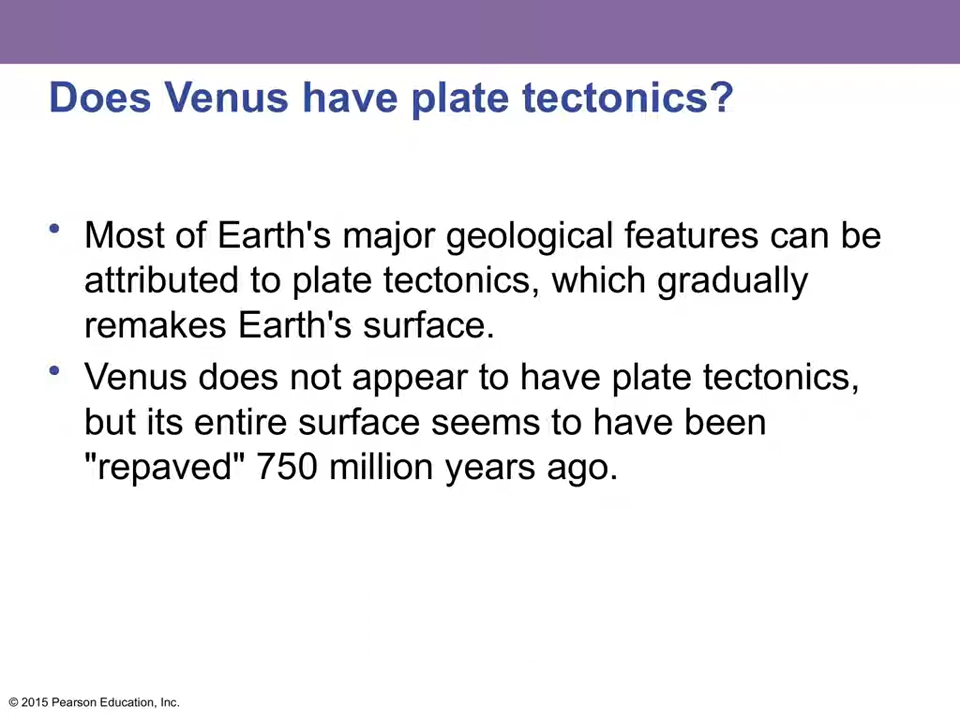 Does Venus have plate tectonics?
• Most of Earth's major geological features can be
attributed to plate tectonics, which gradually
remakes Earth's surface.
• Venus does not appear to have plate tectonics,
but its entire surface seems to have been
"repaved" 750 million years ago.
© 2015 Pearson Education, Inc.